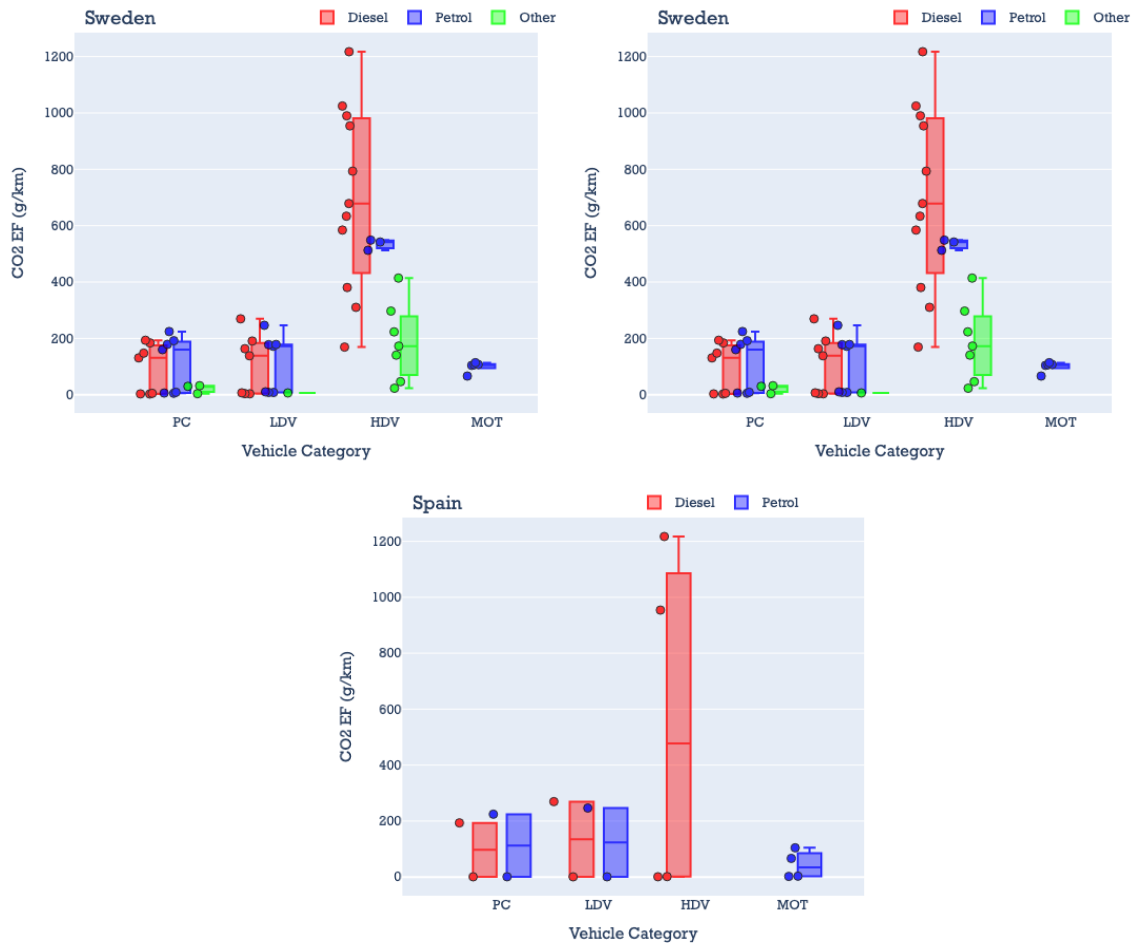 Sweden
Diesel Petrol Other
1200
1000
800
600
400
200
0
CO2 EF (g/km)
PC LDV HDV MOT
Vehicle Category
Sweden
Diesel Petrol Other
1200
1000
800
600
400
200
0
CO2 EF (g/km)
PC LDV HDV MOT
Vehicle Category
Spain
Diesel Petrol
1200
1000
800
600
400
200
0
CO2 EF (g/km)
PC LDV HDV MOT
Vehicle Category